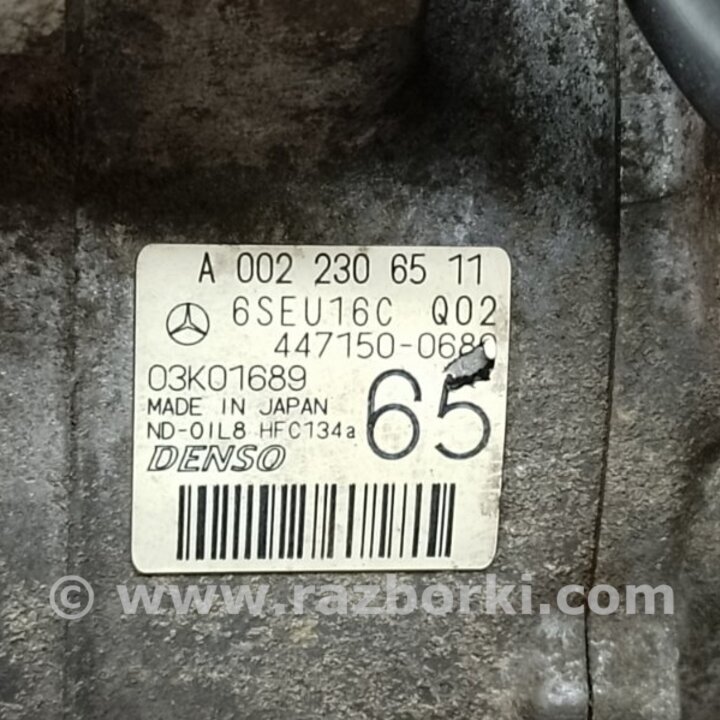 A 002 230 65 11
6SEU16C Q02
03K01689
65
MADE IN JAPAN
ND-OIL8 HFC134a
DENSO
© www.razborki.com